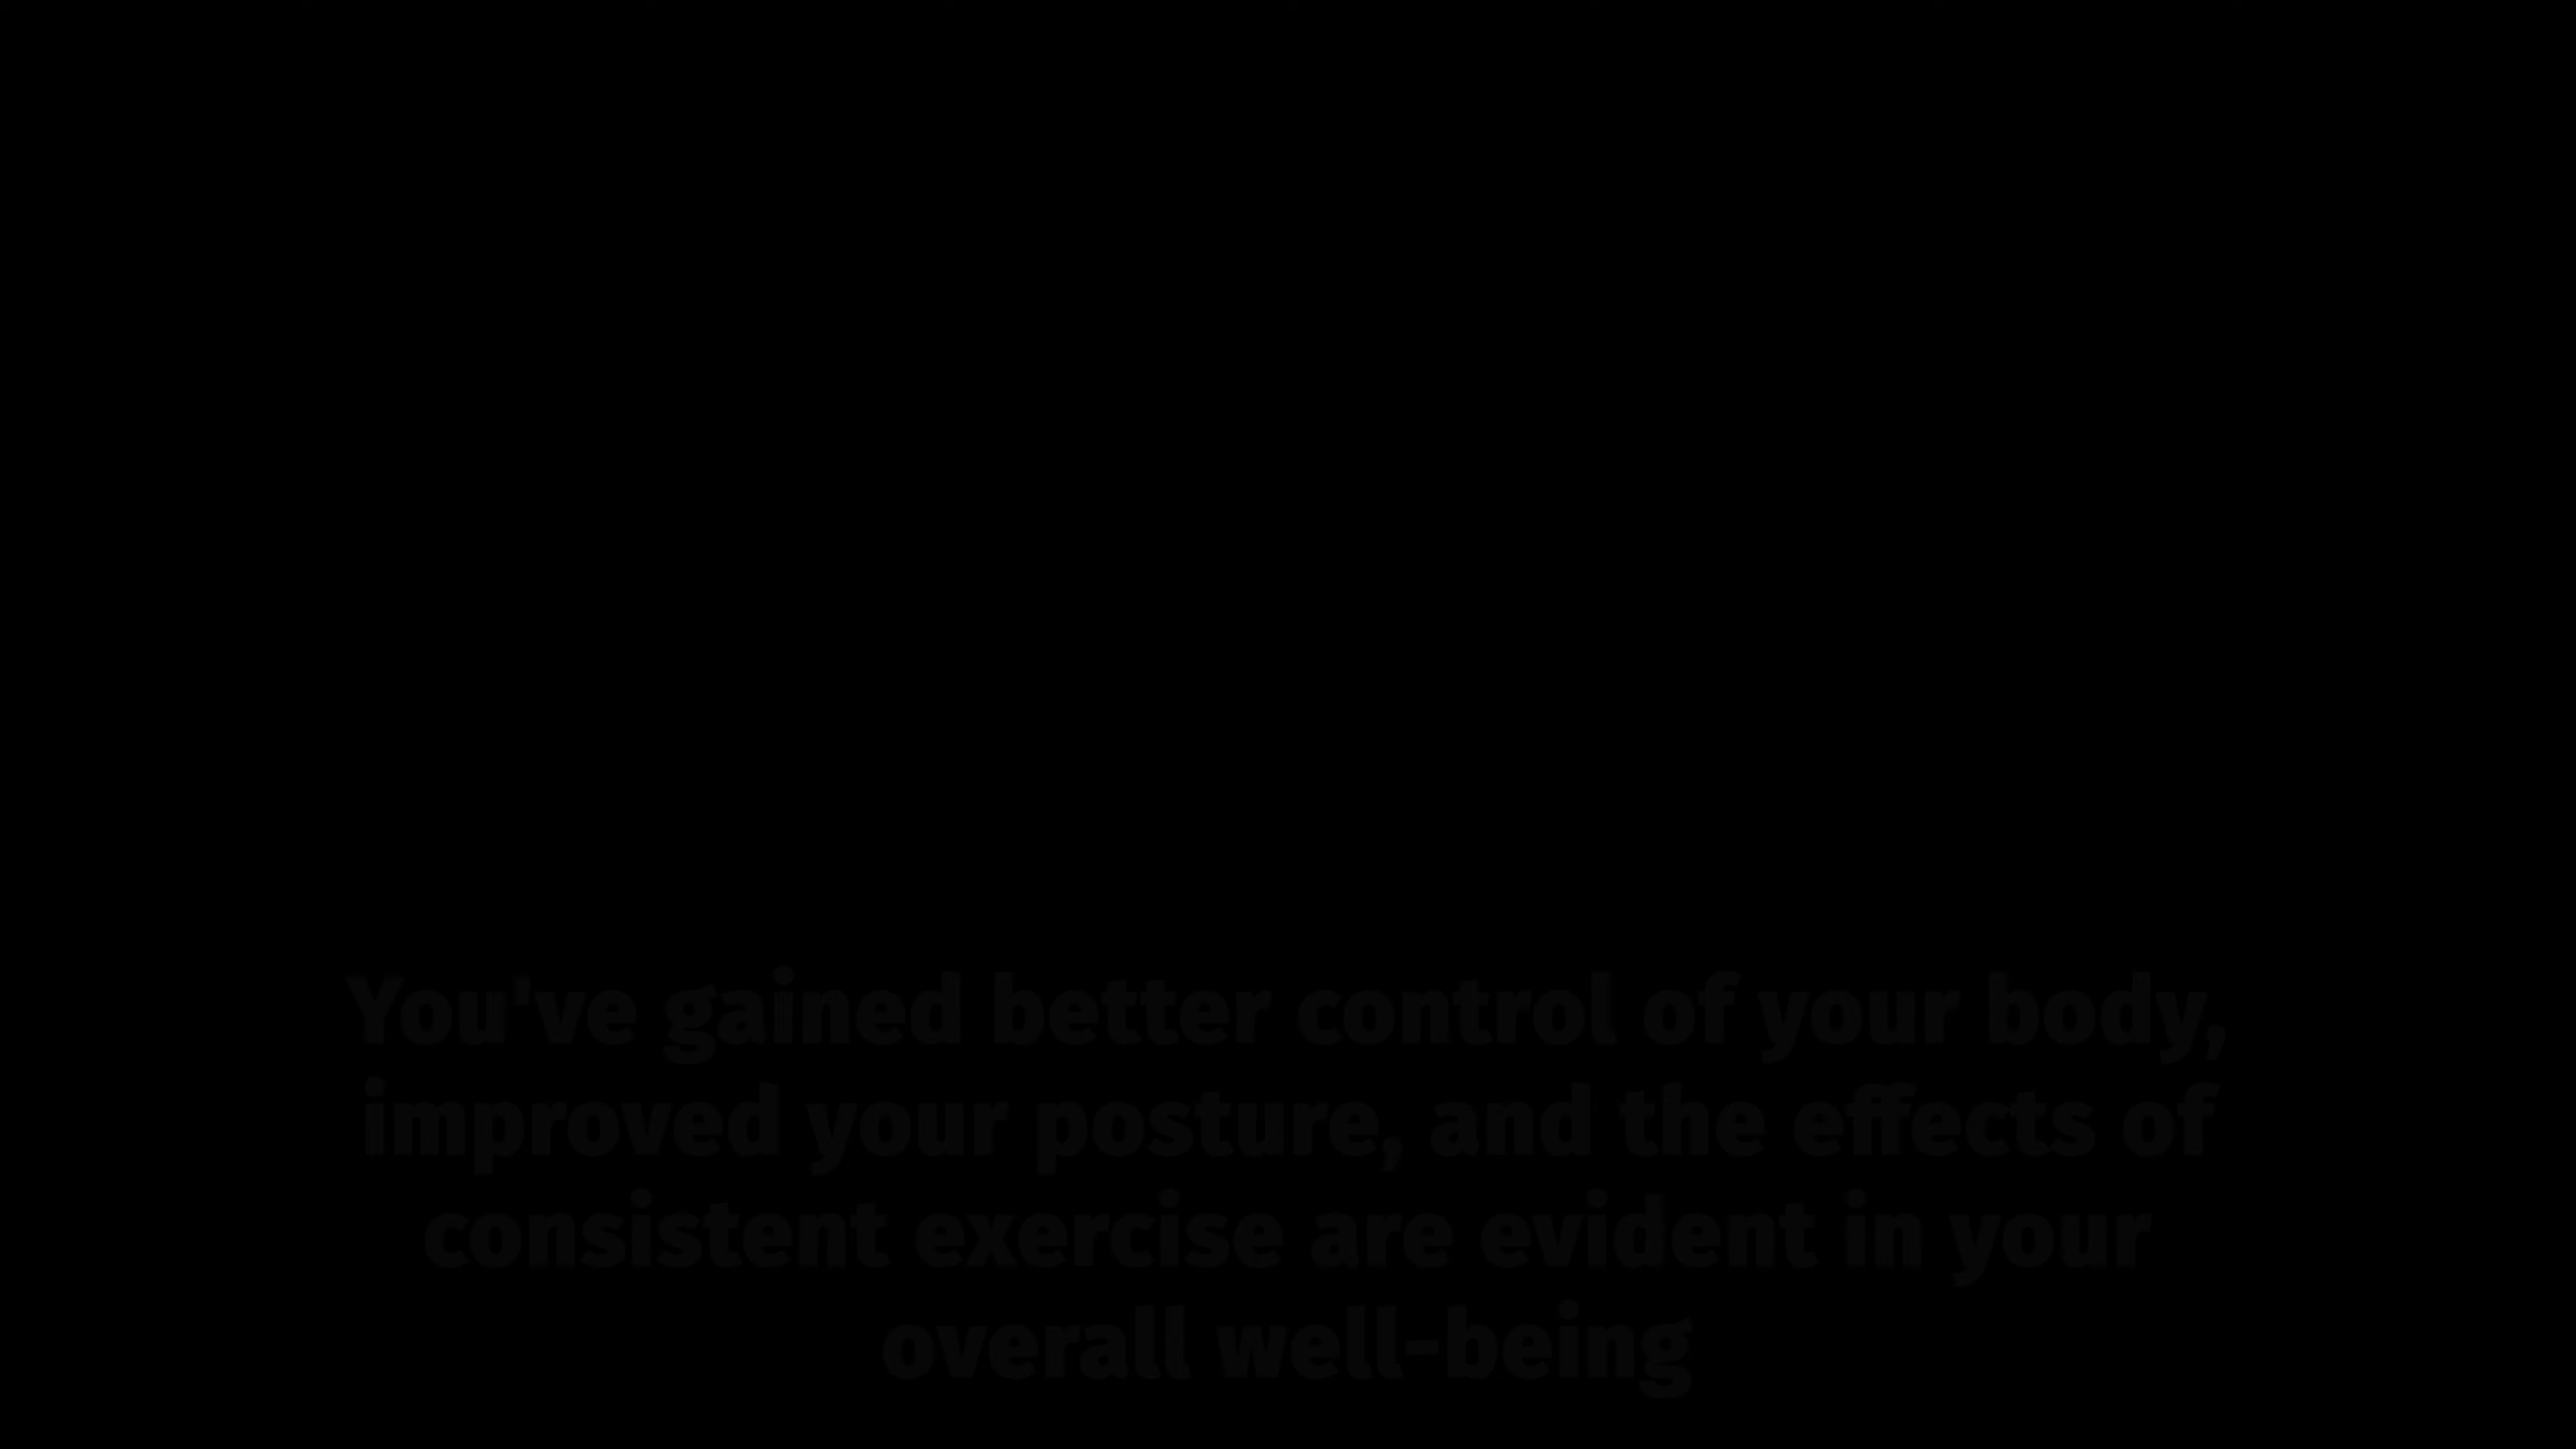 You've gained better control of your body,
improved your posture, and the effects of
consistent exercise are evident in your
overall well-being